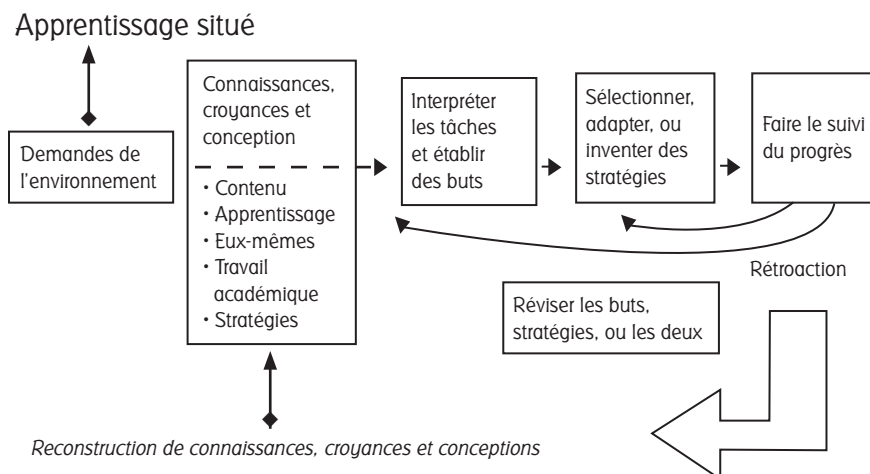 Apprentissage situé
Demandes de
l'environnement
Connaissances,
croyances et
conception
• Contenu
• Apprentissage
• Eux-mêmes
• Travail
académique
• Stratégies
Interpréter
les tâches
et établir
des buts
Sélectionner,
adapter, ou
inventer des
stratégies
Faire le suivi
du progrès
Rétroaction
Réviser les buts,
stratégies, ou les deux
Reconstruction de connaissances, croyances et conceptions